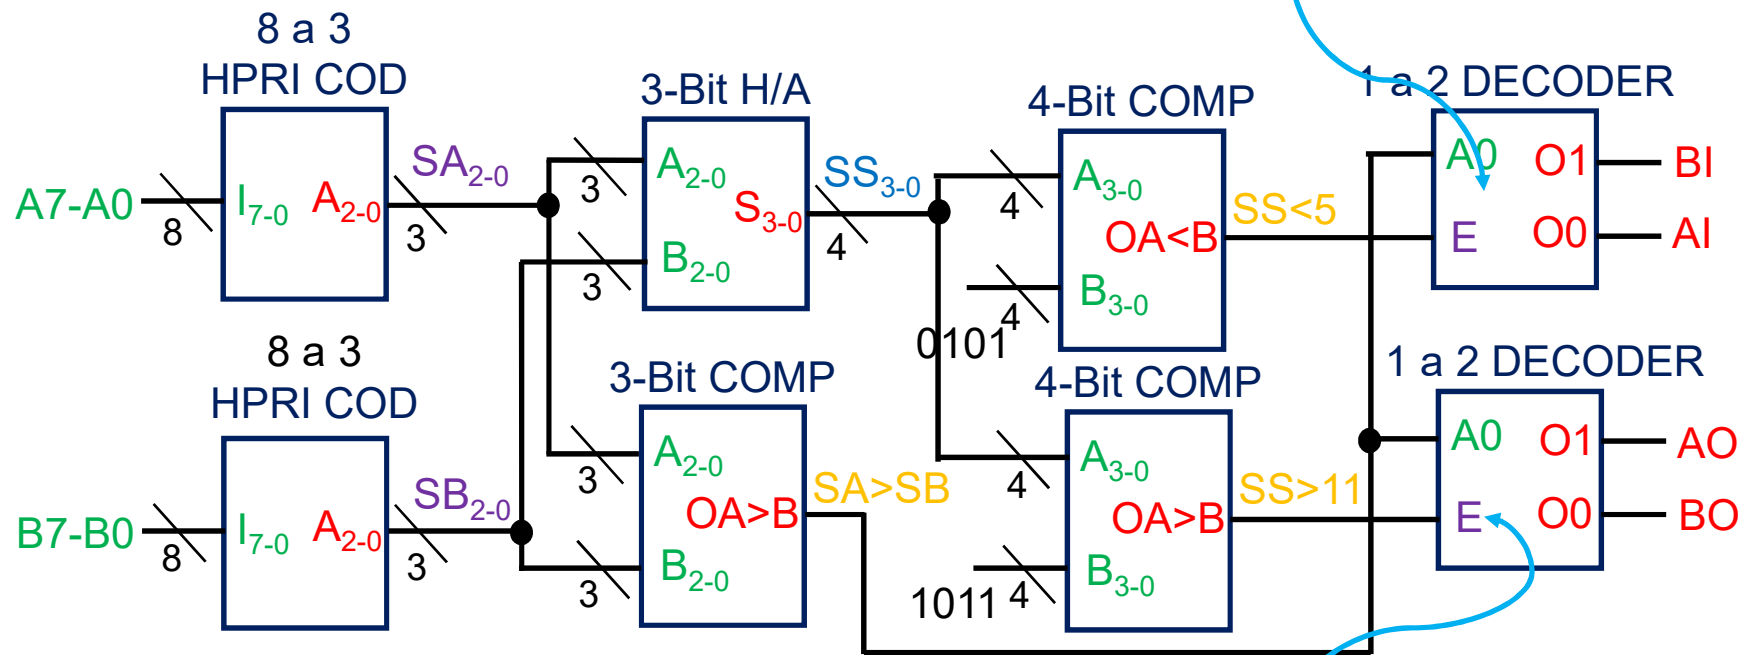 8 a 3
HPRI COD
3-Bit H/A
4-Bit COMP
1 a 2 DECODER
A7-A0
8
I7-0
A2-0
SA2-0
3
3
A2-0
S3-0
B2-0
3
SS3-0
4
4
A3-0
OA<B
B3-0
4
0101
SS<5
A0
O1
BI
E
O0
AI
8 a 3
HPRI COD
3-Bit COMP
4-Bit COMP
1 a 2 DECODER
B7-B0
8
I7-0
A2-0
SB2-0
3
3
A2-0
OA>B
B2-0
3
SA>SB
4
A3-0
OA>B
B3-0
4
1011
SS>11
A0
O1
AO
E
O0
BO